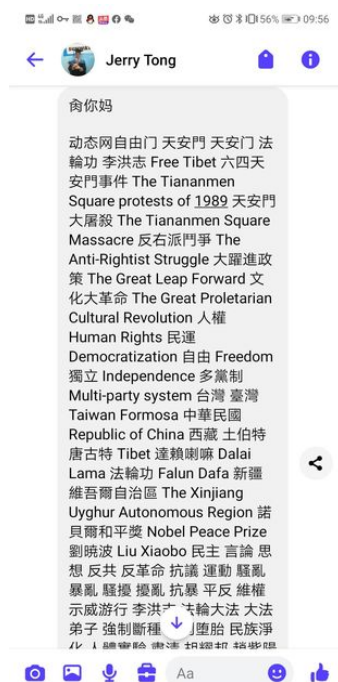 56% 09:56
Jerry Tong
肏你妈
动态网自由门 天安門 天安门 法
輪功 李洪志 Free Tibet 六四天
安門事件 The Tiananmen
Square protests of 1989 天安門
大屠殺 The Tiananmen Square
Massacre 反右派鬥爭 The
Anti-Rightist Struggle 大躍進政
策 The Great Leap Forward 文
化大革命 The Great Proletarian
Cultural Revolution 人權
Human Rights 民運
Democratization 自由 Freedom
獨立 Independence 多黨制
Multi-party system 台灣 臺灣
Taiwan Formosa 中華民國
Republic of China 西藏 土伯特
唐古特 Tibet 達賴喇嘛 Dalai
Lama 法輪功 Falun Dafa 新疆
維吾爾自治區 The Xinjiang
Uyghur Autonomous Region 諾
貝爾和平獎 Nobel Peace Prize
劉暁波 Liu Xiaobo 民主 言論 思
想 反共 反革命 抗議 運動 騷亂
暴亂 騷擾 擾亂 抗暴 平反 維權
示威游行 李洪志 法輪大法 大法
弟子 強制斷種 墮胎 民族淨
Aa